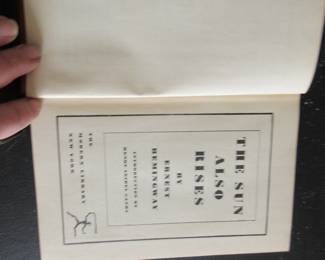 THE SUN
ALSO
RISES
BY
ERNEST
HEMINGWAY
INTRODUCTION BY
HENRY SEIDEL CANBY
THE
MODERN LIBRARY
NEW YORK